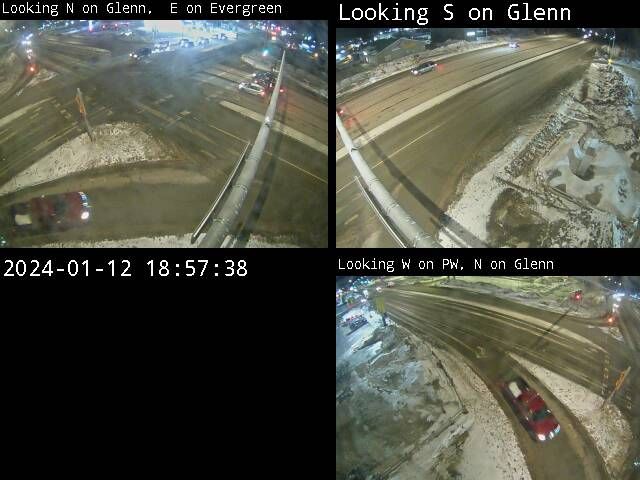 Looking N on Glenn,  E on Evergreen
Looking S on Glenn
2024-01-12 18:57:38
Looking W on PW, N on Glenn